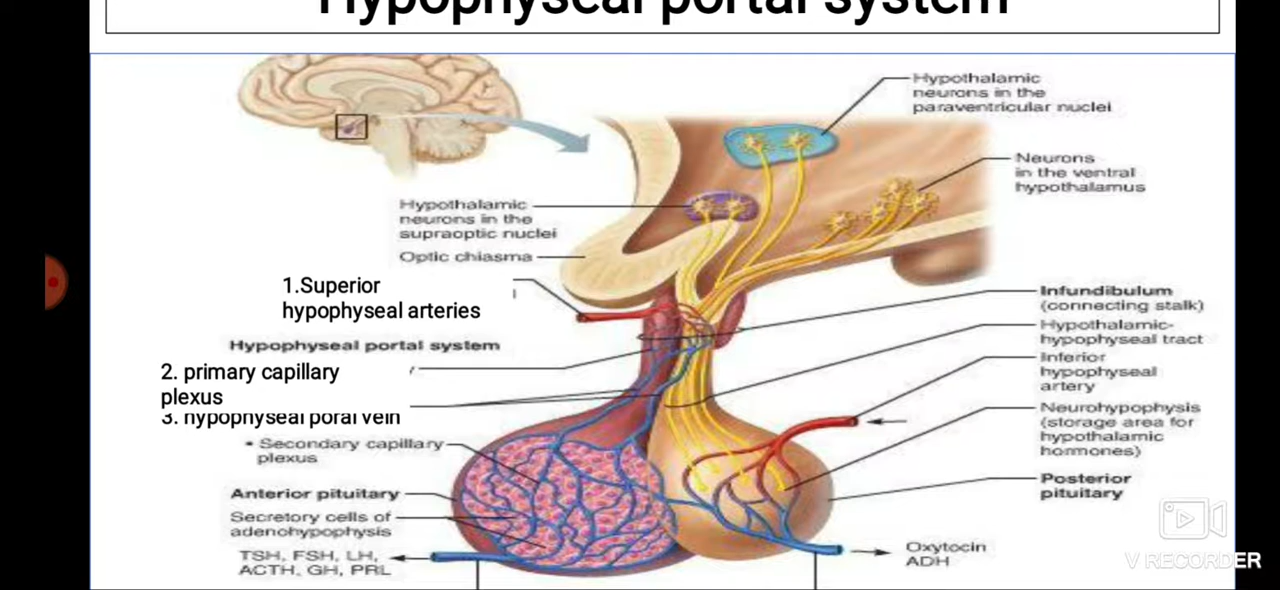 Hypophyseal portal system
Hypothalamic
neurons in the
paraventricular nuclei
Neurons
in the ventral
hypothalamus
Hypothalamic
neurons in the
supraoptic nuclei
Optic chiasma
1.Superior
hypophyseal arteries
Hypophyseal portal system
2. primary capillary
plexus
3. hypophyseal poral vein
• Secondary capillary
plexus
Anterior pituitary
Secretory cells of
adenohypophysis
TSH, FSH, LH,
ACTH, GH, PRL
Infundibulum
(connecting stalk)
Hypothalamic-
hypophyseal tract
Inferior
hypophyseal
artery
Neurohypophysis
(storage area for
hypothalamic
hormones)
Posterior
pituitary
Oxytocin
ADH
V RECORDER